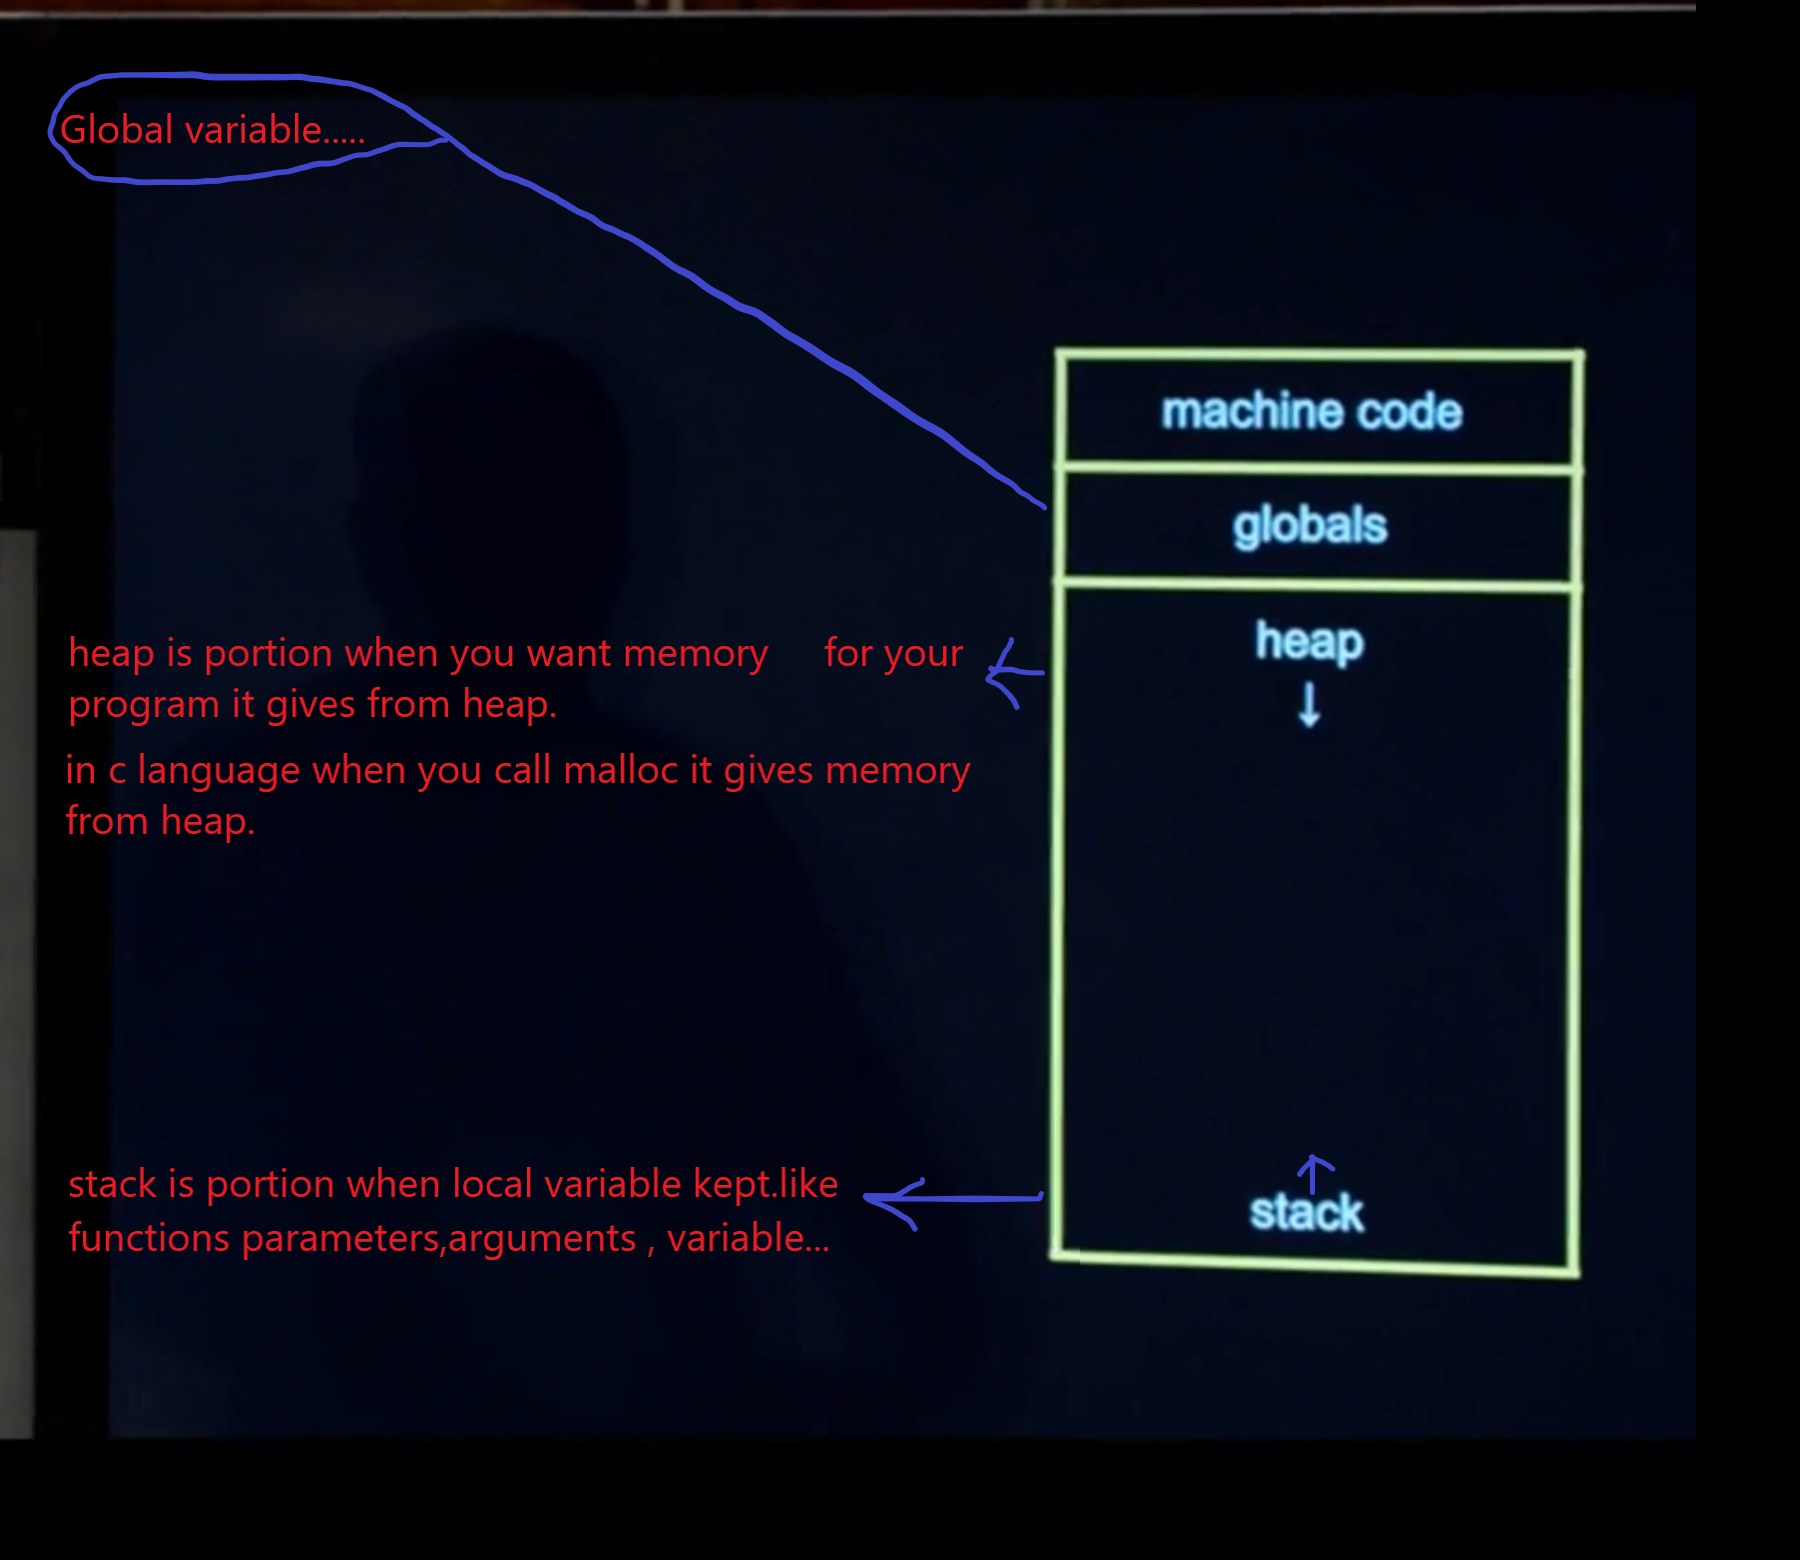 Global variable.....
machine code
globals
heap
↓
heap is portion when you want memory for your
program it gives from heap.
in c language when you call malloc it gives memory
from heap.
stack is portion when local variable kept.like
functions parameters,arguments , variable...
stack